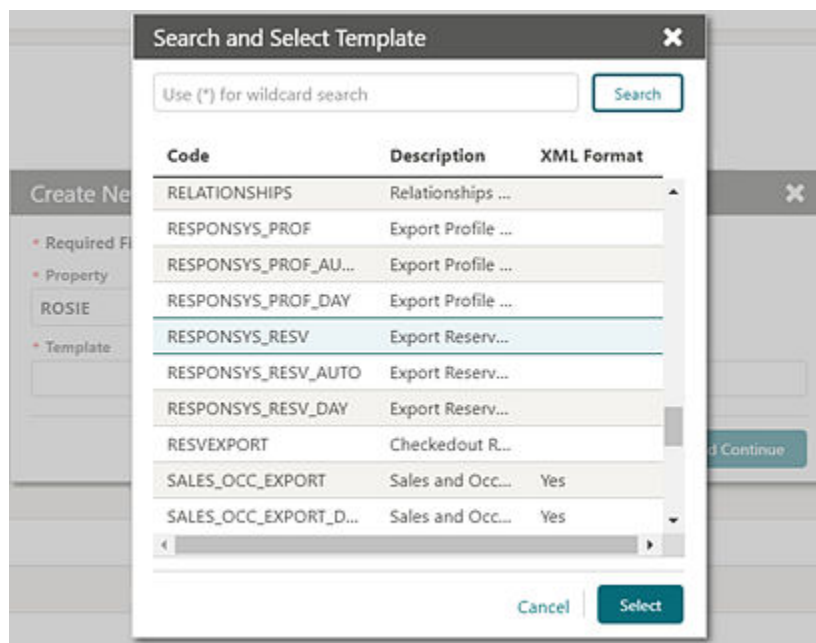 Search and Select Template
Use (*) for wildcard search
Search
Code Description XML Format
RELATIONSHIPS Relationships ...
RESPONSYS_PROF Export Profile ...
RESPONSYS_PROF_AU... Export Profile ...
RESPONSYS_PROF_DAY Export Profile ...
RESPONSYS_RESV Export Reserv...
RESPONSYS_RESV_AUTO Export Reserv...
RESPONSYS_RESV_DAY Export Reserv...
RESVEXPORT Checkedout R...
SALES_OCC_EXPORT Sales and Occ... Yes
SALES_OCC_EXPORT_D... Sales and Occ... Yes
Cancel Select
Create Ne
* Required Fi
* Property
ROSIE
* Template
d Continue